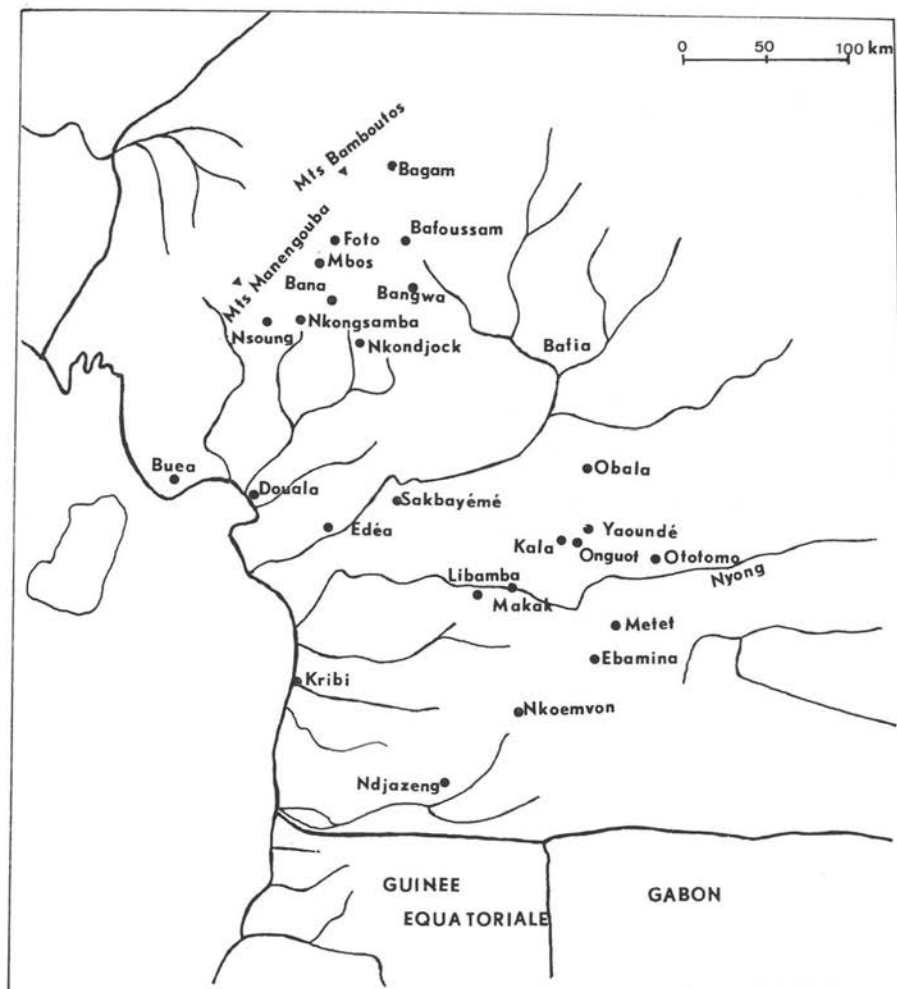 0 50 100 km
Mts Bamboutos
Bagam
Mts Manengouba
Foto
Bafoussam
Mbos
Bana
Bangwa
Nkongsamba
Nsoung
Nkondjock
Bafia
Buea
Douala
Obala
Sakbayémé
Edéa
Yaoundé
Kala
Onguot
Ototomo
Nyong
Libamba
Makak
Metet
Ebamina
Kribi
Nkoemvon
Ndjazeng
GUINEE
EQUATORIALE
GABON